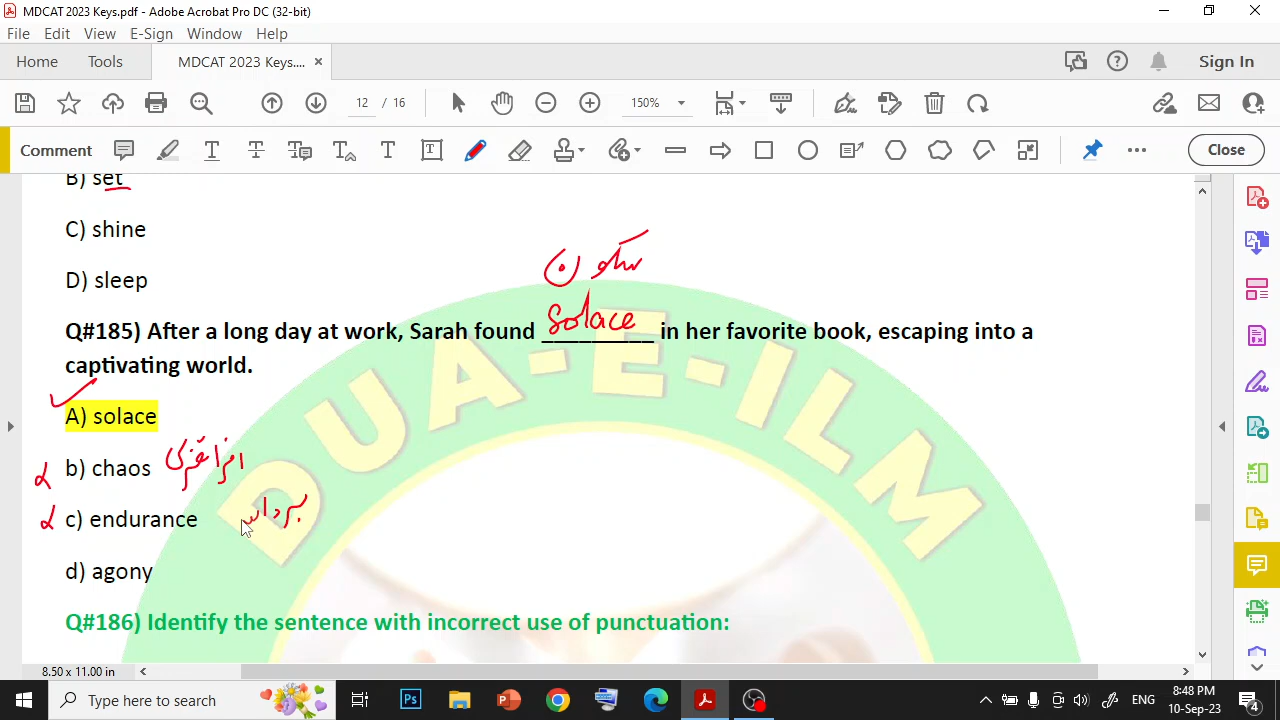 MDCAT 2023 Keys.pdf - Adobe Acrobat Pro DC (32-bit)
File Edit View E-Sign Window Help
Home Tools MDCAT 2023 Keys.... Sign In
12 / 16 150%
Comment Close
B) set
C) shine
D) sleep
سکون
solace
Q#185) After a long day at work, Sarah found _________ in her favorite book, escaping into a
captivating world.
A) solace
b) chaos افراتفری
c) endurance
d) agony
Q#186) Identify the sentence with incorrect use of punctuation:
DUA-E-ILM
8.50 x 11.00 in
Type here to search
ENG
8:48 PM
10-Sep-23
4